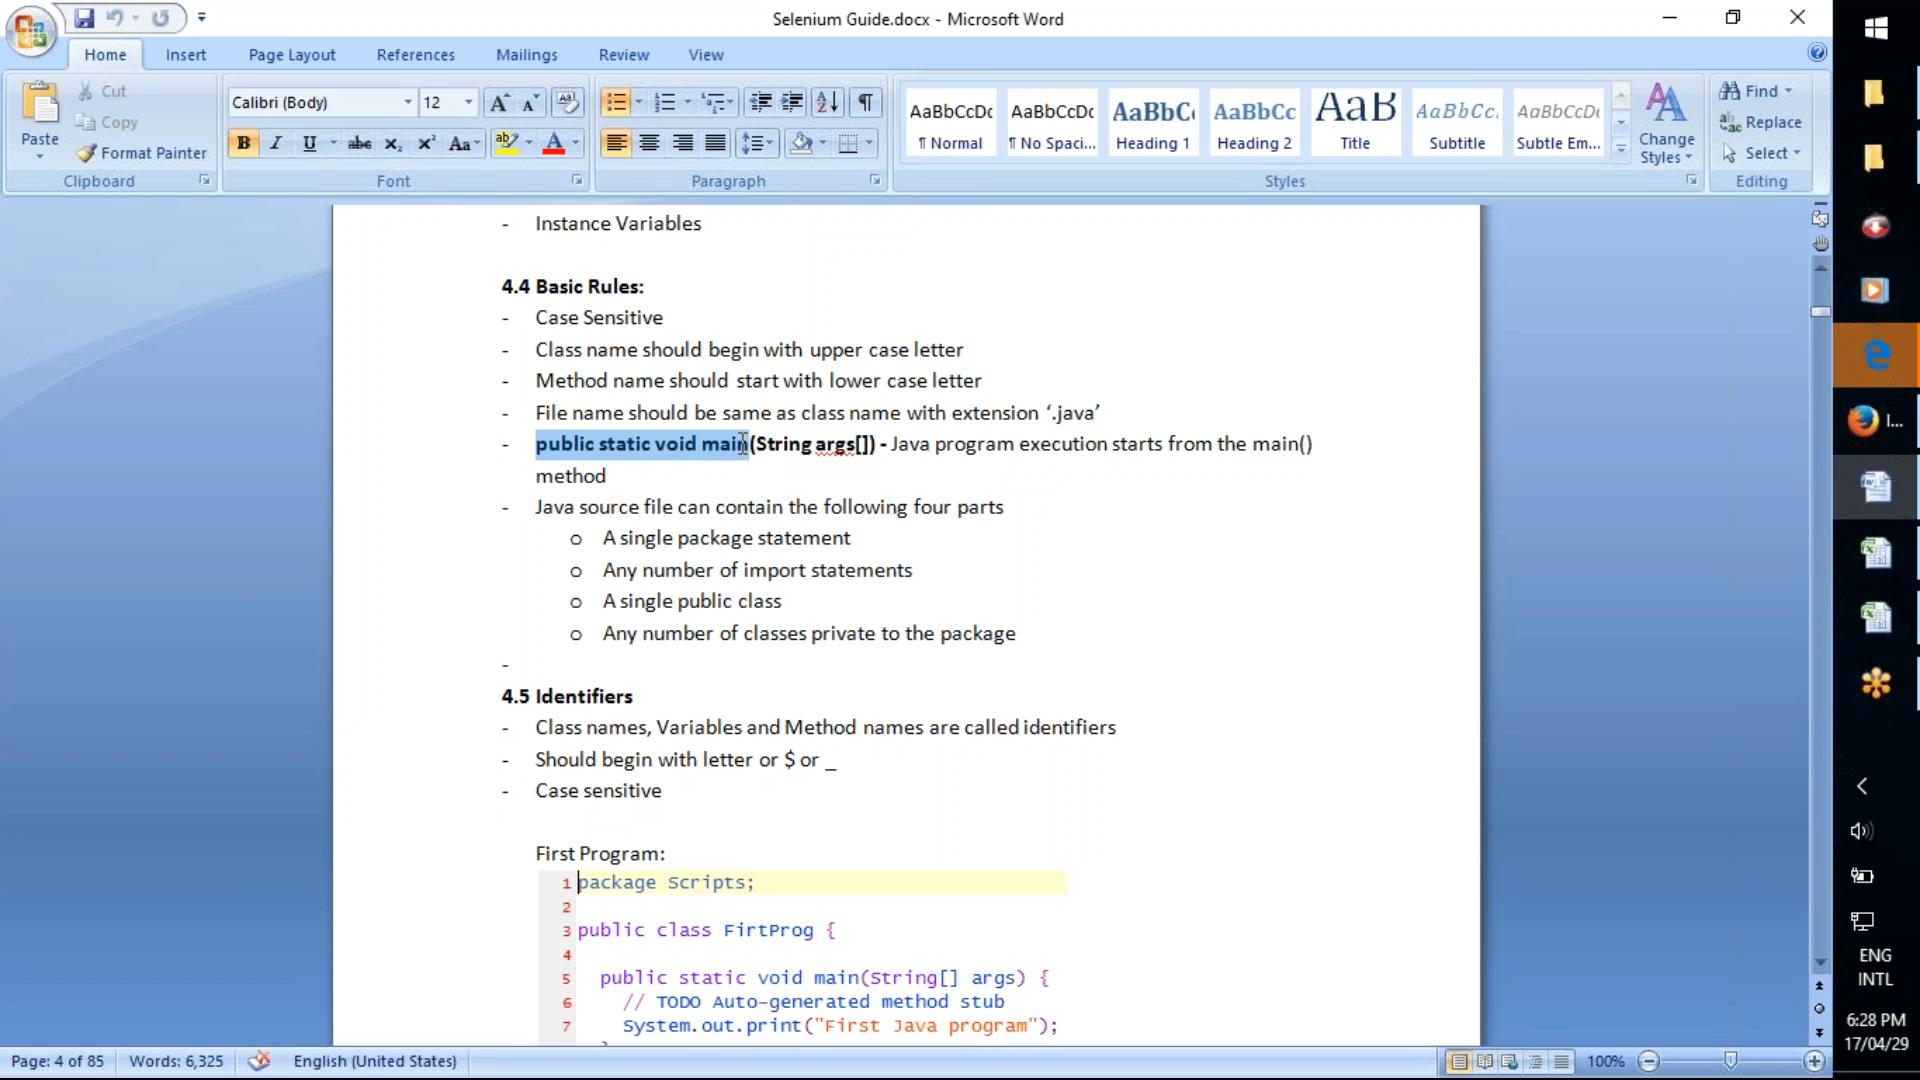 Selenium Guide.docx - Microsoft Word
Home Insert Page Layout References Mailings Review View
Paste
Cut
Copy
Format Painter
Clipboard
Calibri (Body) 12
B I U abc x₂ x² Aa
Font
Paragraph
AaBbCcDc AaBbCcDc AaBbC AaBbCc AaB AaBbCc. AaBbCcDc
¶ Normal ¶ No Spaci... Heading 1 Heading 2 Title Subtitle Subtle Em...
Styles
Change
Styles
Find
Replace
Select
Editing
- Instance Variables
4.4 Basic Rules:
- Case Sensitive
- Class name should begin with upper case letter
- Method name should start with lower case letter
- File name should be same as class name with extension ‘.java’
- public static void main(String args[]) - Java program execution starts from the main()
method
- Java source file can contain the following four parts
o A single package statement
o Any number of import statements
o A single public class
o Any number of classes private to the package
-
4.5 Identifiers
- Class names, Variables and Method names are called identifiers
- Should begin with letter or $ or _
- Case sensitive
First Program:
1 package Scripts;
2
3 public class FirtProg {
4
5 public static void main(String[] args) {
6 // TODO Auto-generated method stub
7 System.out.print("First Java program");
Page: 4 of 85 Words: 6,325 English (United States) 100%
I...
ENG
INTL
6:28 PM
17/04/29